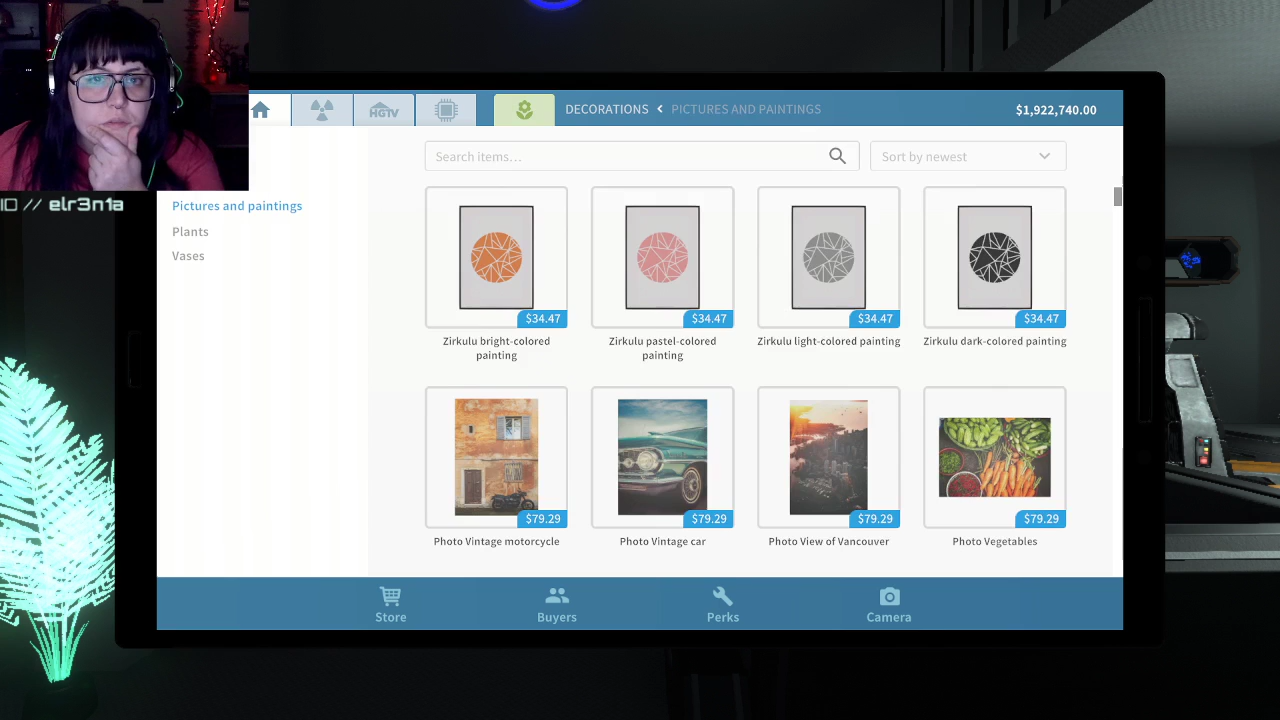 HGTV
DECORATIONS < PICTURES AND PAINTINGS
$1,922,740.00
Search items...
Sort by newest
// elr3n1a
Pictures and paintings
Plants
Vases
$34.47
$34.47
$34.47
$34.47
Zirkulu bright-colored
painting
Zirkulu pastel-colored
painting
Zirkulu light-colored painting
Zirkulu dark-colored painting
$79.29
$79.29
$79.29
$79.29
Photo Vintage motorcycle
Photo Vintage car
Photo View of Vancouver
Photo Vegetables
Store
Buyers
Perks
Camera